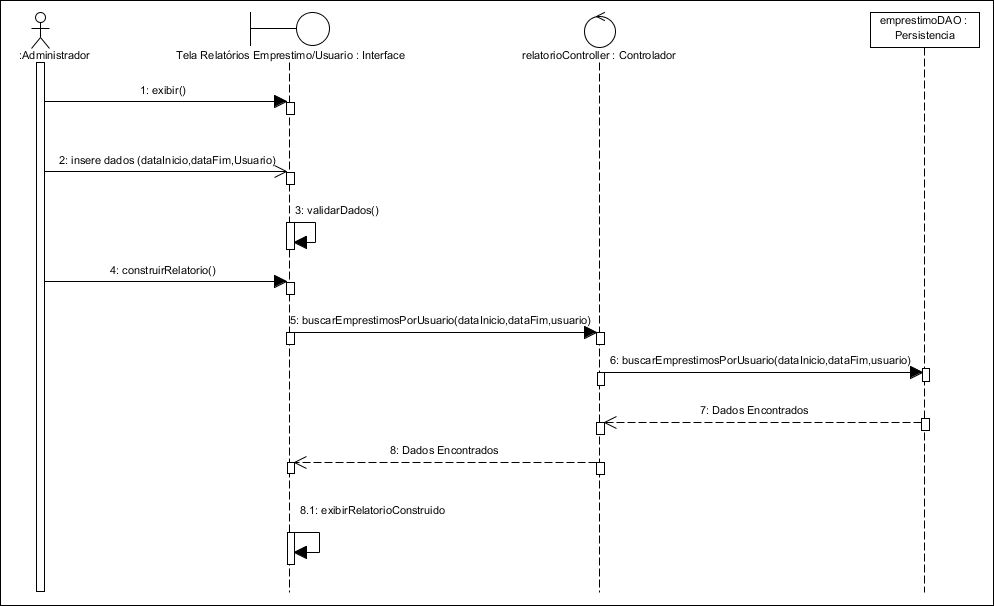 :Administrador
Tela Relatórios Emprestimo/Usuario : Interface
relatorioController : Controlador
emprestimoDAO :
Persistencia
1: exibir()
2: insere dados (dataInicio,dataFim,Usuario)
3: validarDados()
4: construirRelatorio()
5: buscarEmprestimosPorUsuario(dataInicio,dataFim,usuario)
6: buscarEmprestimosPorUsuario(dataInicio,dataFim,usuario)
7: Dados Encontrados
8: Dados Encontrados
8.1: exibirRelatorioConstruido